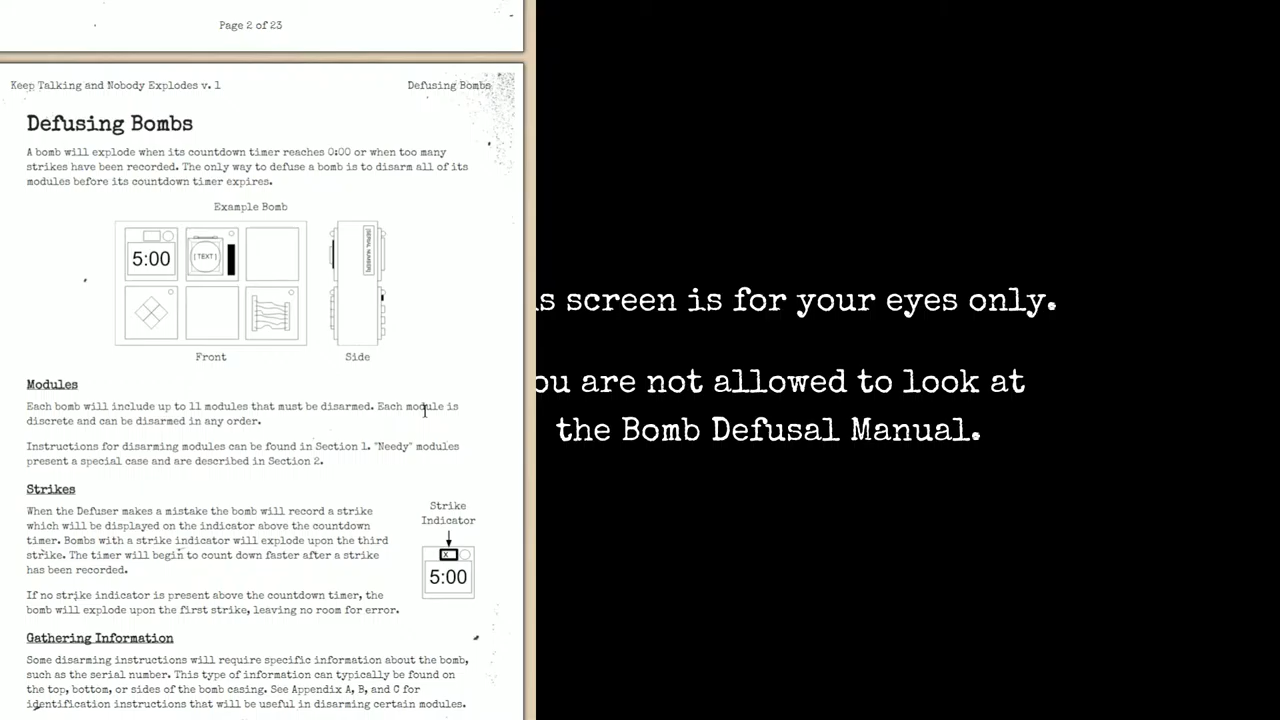 Page 2 of 23
Keep Talking and Nobody Explodes v. 1
Defusing Bombs
Defusing Bombs
A bomb will explode when its countdown timer reaches 0:00 or when too many
strikes have been recorded. The only way to defuse a bomb is to disarm all of its
modules before its countdown timer expires.
Example Bomb
5:00
[TEXT]
[SERIAL NUMBER]
Front
Side
Modules
Each bomb will include up to 11 modules that must be disarmed. Each module is
discrete and can be disarmed in any order.
Instructions for disarming modules can be found in Section 1. "Needy" modules
present a special case and are described in Section 2.
Strikes
When the Defuser makes a mistake the bomb will record a strike
which will be displayed on the indicator above the countdown
timer. Bombs with a strike indicator will explode upon the third
strike. The timer will begin to count down faster after a strike
has been recorded.
If no strike indicator is present above the countdown timer, the
bomb will explode upon the first strike, leaving no room for error.
Strike
Indicator
X
5:00
Gathering Information
Some disarming instructions will require specific information about the bomb,
such as the serial number. This type of information can typically be found on
the top, bottom, or sides of the bomb casing. See Appendix A, B, and C for
identification instructions that will be useful in disarming certain modules.
is screen is for your eyes only.
ou are not allowed to look at
the Bomb Defusal Manual.